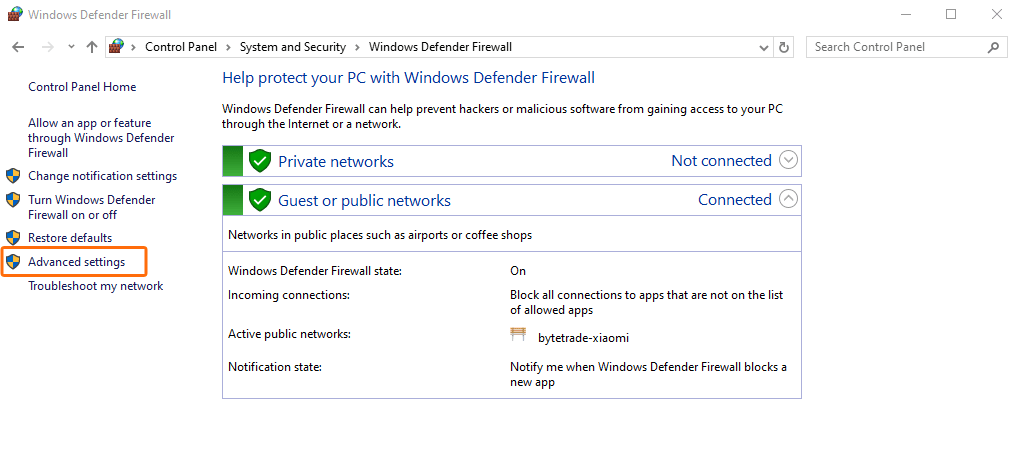 Windows Defender Firewall
Control Panel > System and Security > Windows Defender Firewall
Search Control Panel
Control Panel Home
Allow an app or feature
through Windows Defender
Firewall
Change notification settings
Turn Windows Defender
Firewall on or off
Restore defaults
Advanced settings
Troubleshoot my network
Help protect your PC with Windows Defender Firewall
Windows Defender Firewall can help prevent hackers or malicious software from gaining access to your PC
through the Internet or a network.
Private networks Not connected
Guest or public networks Connected
Networks in public places such as airports or coffee shops
Windows Defender Firewall state: On
Incoming connections: Block all connections to apps that are not on the list
of allowed apps
Active public networks: bytetrade-xiaomi
Notification state: Notify me when Windows Defender Firewall blocks a
new app